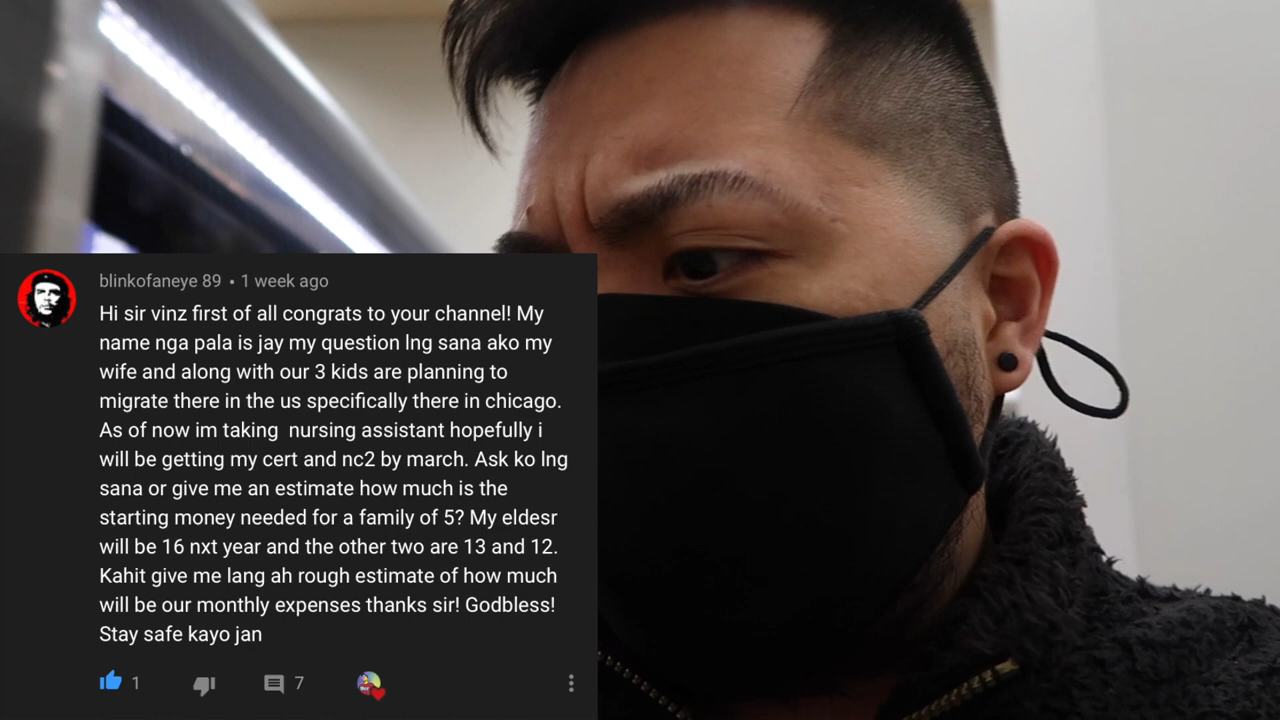 blinkofaneye 89 • 1 week ago
Hi sir vinz first of all congrats to your channel! My
name nga pala is jay my question lng sana ako my
wife and along with our 3 kids are planning to
migrate there in the us specifically there in chicago.
As of now im taking  nursing assistant hopefully i
will be getting my cert and nc2 by march. Ask ko lng
sana or give me an estimate how much is the
starting money needed for a family of 5? My eldesr
will be 16 nxt year and the other two are 13 and 12.
Kahit give me lang ah rough estimate of how much
will be our monthly expenses thanks sir! Godbless!
Stay safe kayo jan
1
7